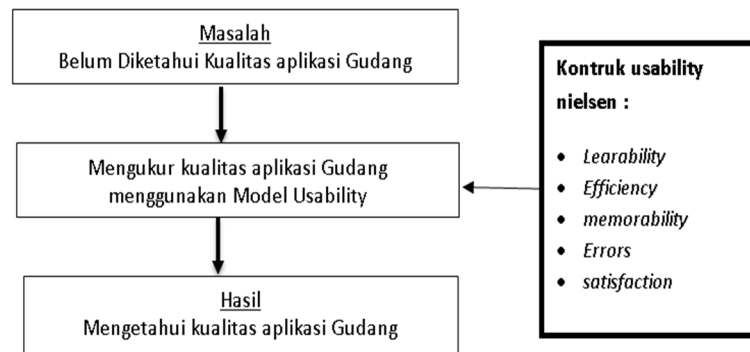 Masalah
Belum Diketahui Kualitas aplikasi Gudang
Mengukur kualitas aplikasi Gudang
menggunakan Model Usability
Hasil
Mengetahui kualitas aplikasi Gudang
Kontruk usability
nielsen :
• Learability
• Efficiency
• memorability
• Errors
• satisfaction